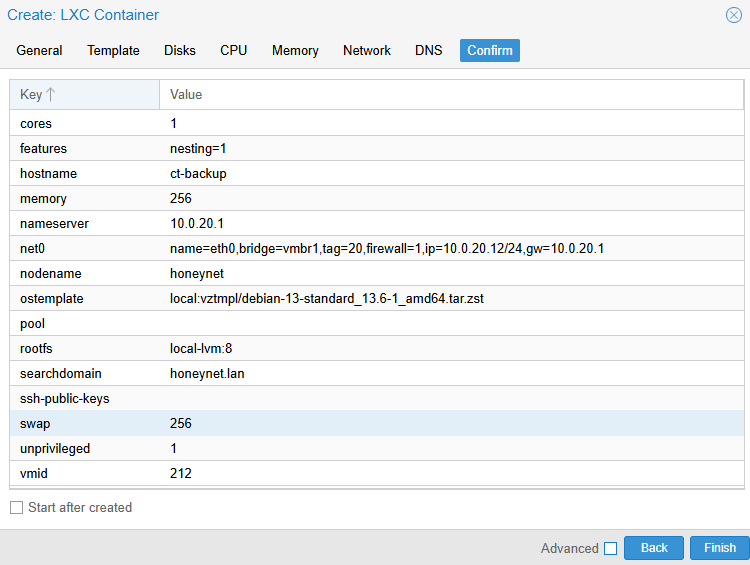 Create: LXC Container
General Template Disks CPU Memory Network DNS Confirm
Key Value
cores 1
features nesting=1
hostname ct-backup
memory 256
nameserver 10.0.20.1
net0 name=eth0,bridge=vmbr1,tag=20,firewall=1,ip=10.0.20.12/24,gw=10.0.20.1
nodename honeynet
ostemplate local:vztmpl/debian-13-standard_13.6-1_amd64.tar.zst
pool
rootfs local-lvm:8
searchdomain honeynet.lan
ssh-public-keys
swap 256
unprivileged 1
vmid 212
Start after created
Advanced Back Finish